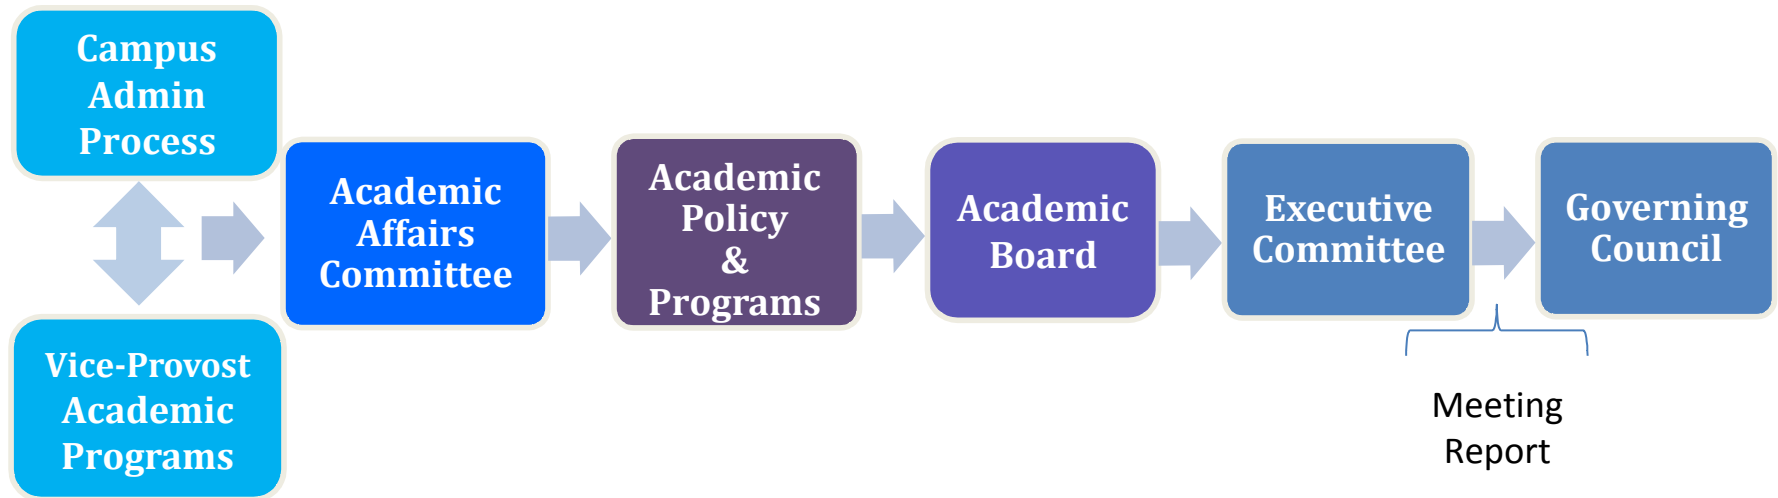 Campus
Admin
Process
Vice-Provost
Academic
Programs
Academic
Affairs
Committee
Academic
Policy
&
Programs
Academic
Board
Executive
Committee
Governing
Council
Meeting
Report